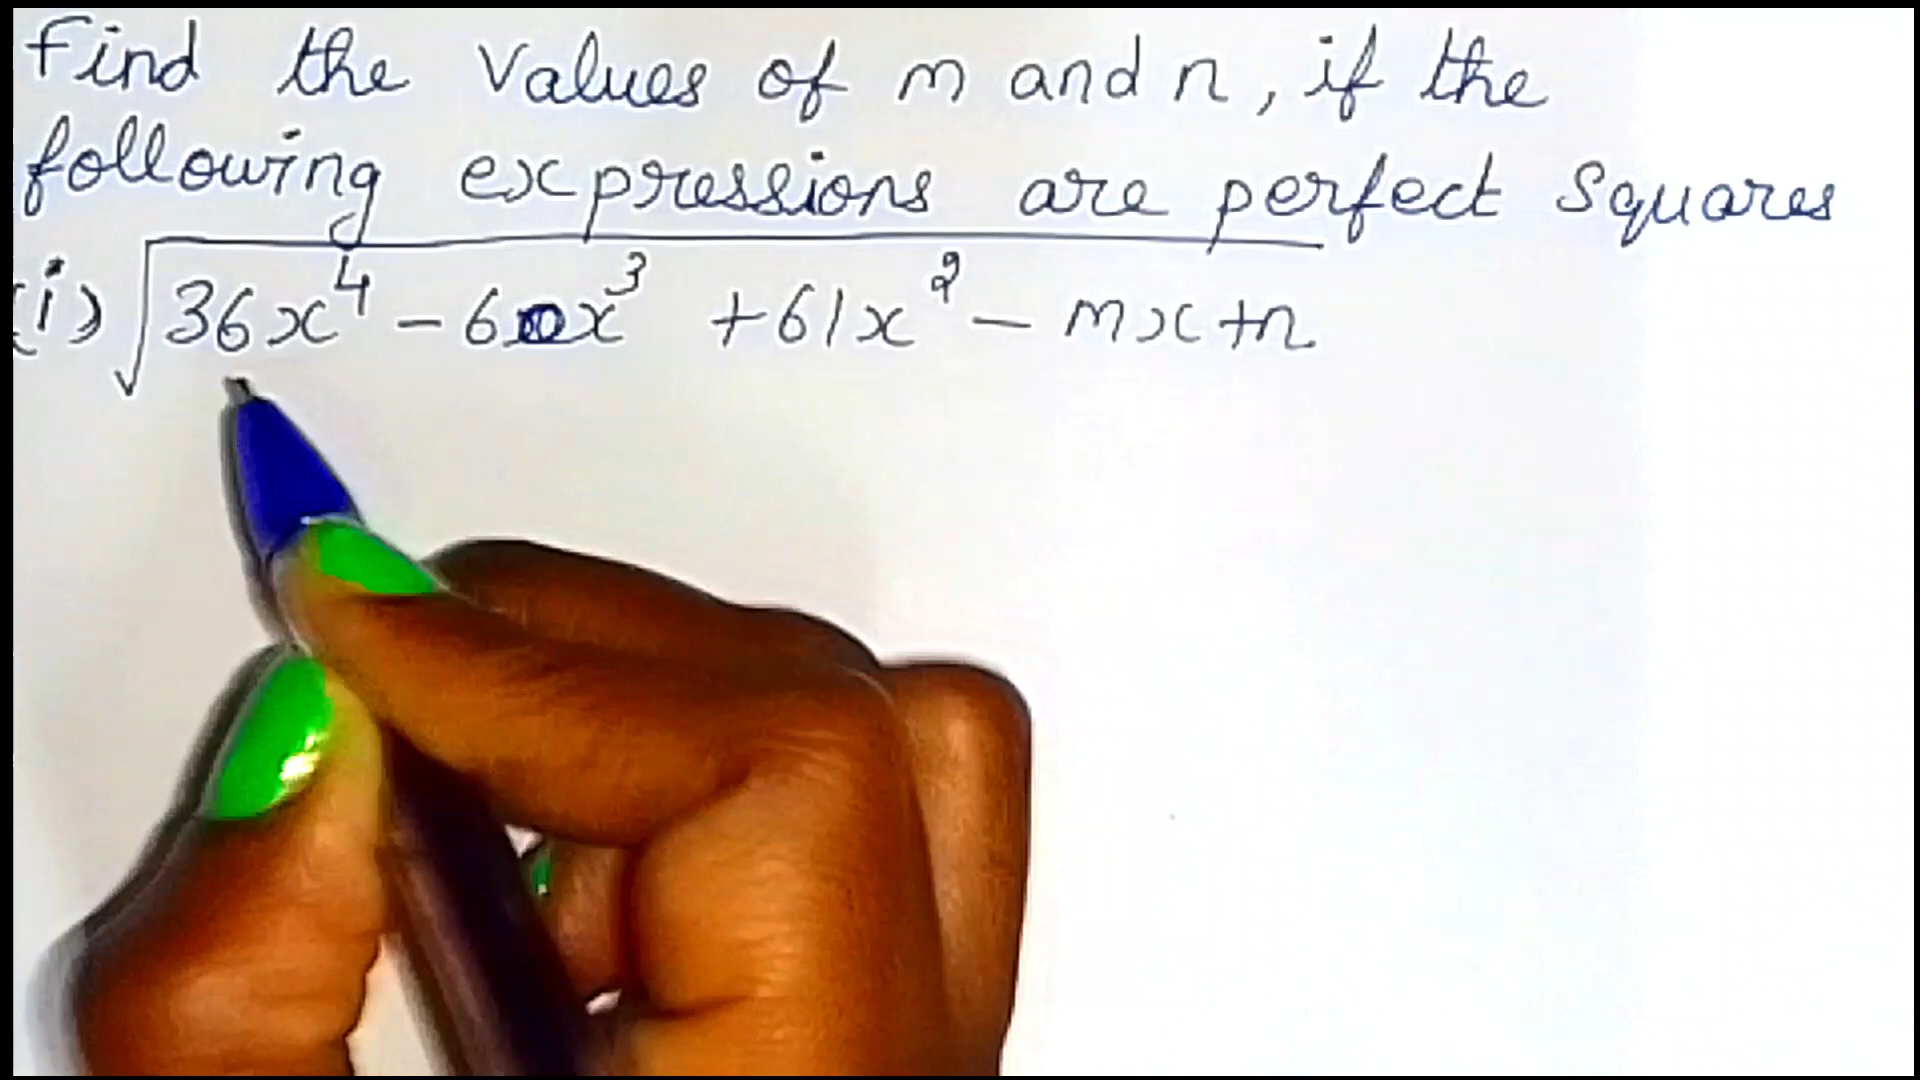 Find the Values of m and n, if the
following expressions are perfect Squares
(i) √36x⁴ - 60x³ + 61x² - mx + n